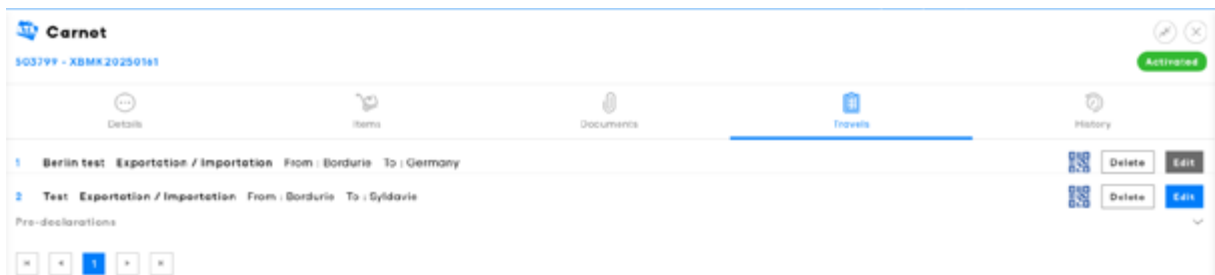 Carnet
503799 - XBMK20250161
Activated
Details Items Documents Travels History
1 Berlin test Exportation / Importation From : Bordurie To : Germany Delete Edit
2 Test Exportation / Importation From : Bordurie To : Syldavie Delete Edit
Pre-declarations
1